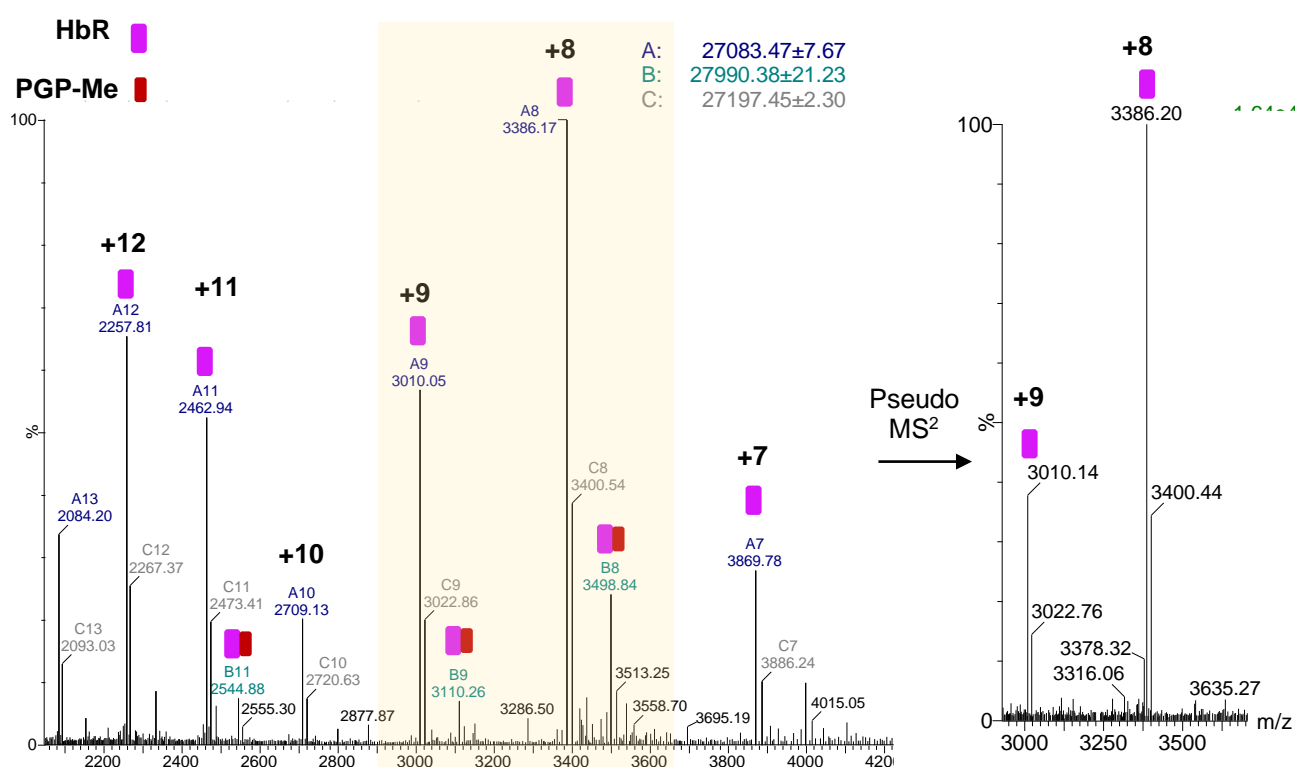 HbR
PGP-Me
+8
A: 27083.47±7.67
B: 27990.38±21.23
C: 27197.45±2.30
A8
3386.17
100
+12
A12
2257.81
+11
A11
2462.94
+9
A9
3010.05
A13
2084.20
C12
2267.37
C13
2093.03
C11
2473.41
+10
A10
2709.13
C10
2720.63
B11
2544.88
2555.30
2877.87
C9
3022.86
B9
3110.26
3286.50
C8
3400.54
B8
3498.84
3513.25
3558.70
3695.19
+7
A7
3869.78
C7
3886.24
4015.05
%
0
2200
2400
2600
2800
3000
3200
3400
3600
3800
4000
Pseudo
MS²
+8
3386.20
100
+9
3010.14
3400.44
3022.76
3378.32
3316.06
3635.27
%
0
m/z
3000
3250
3500